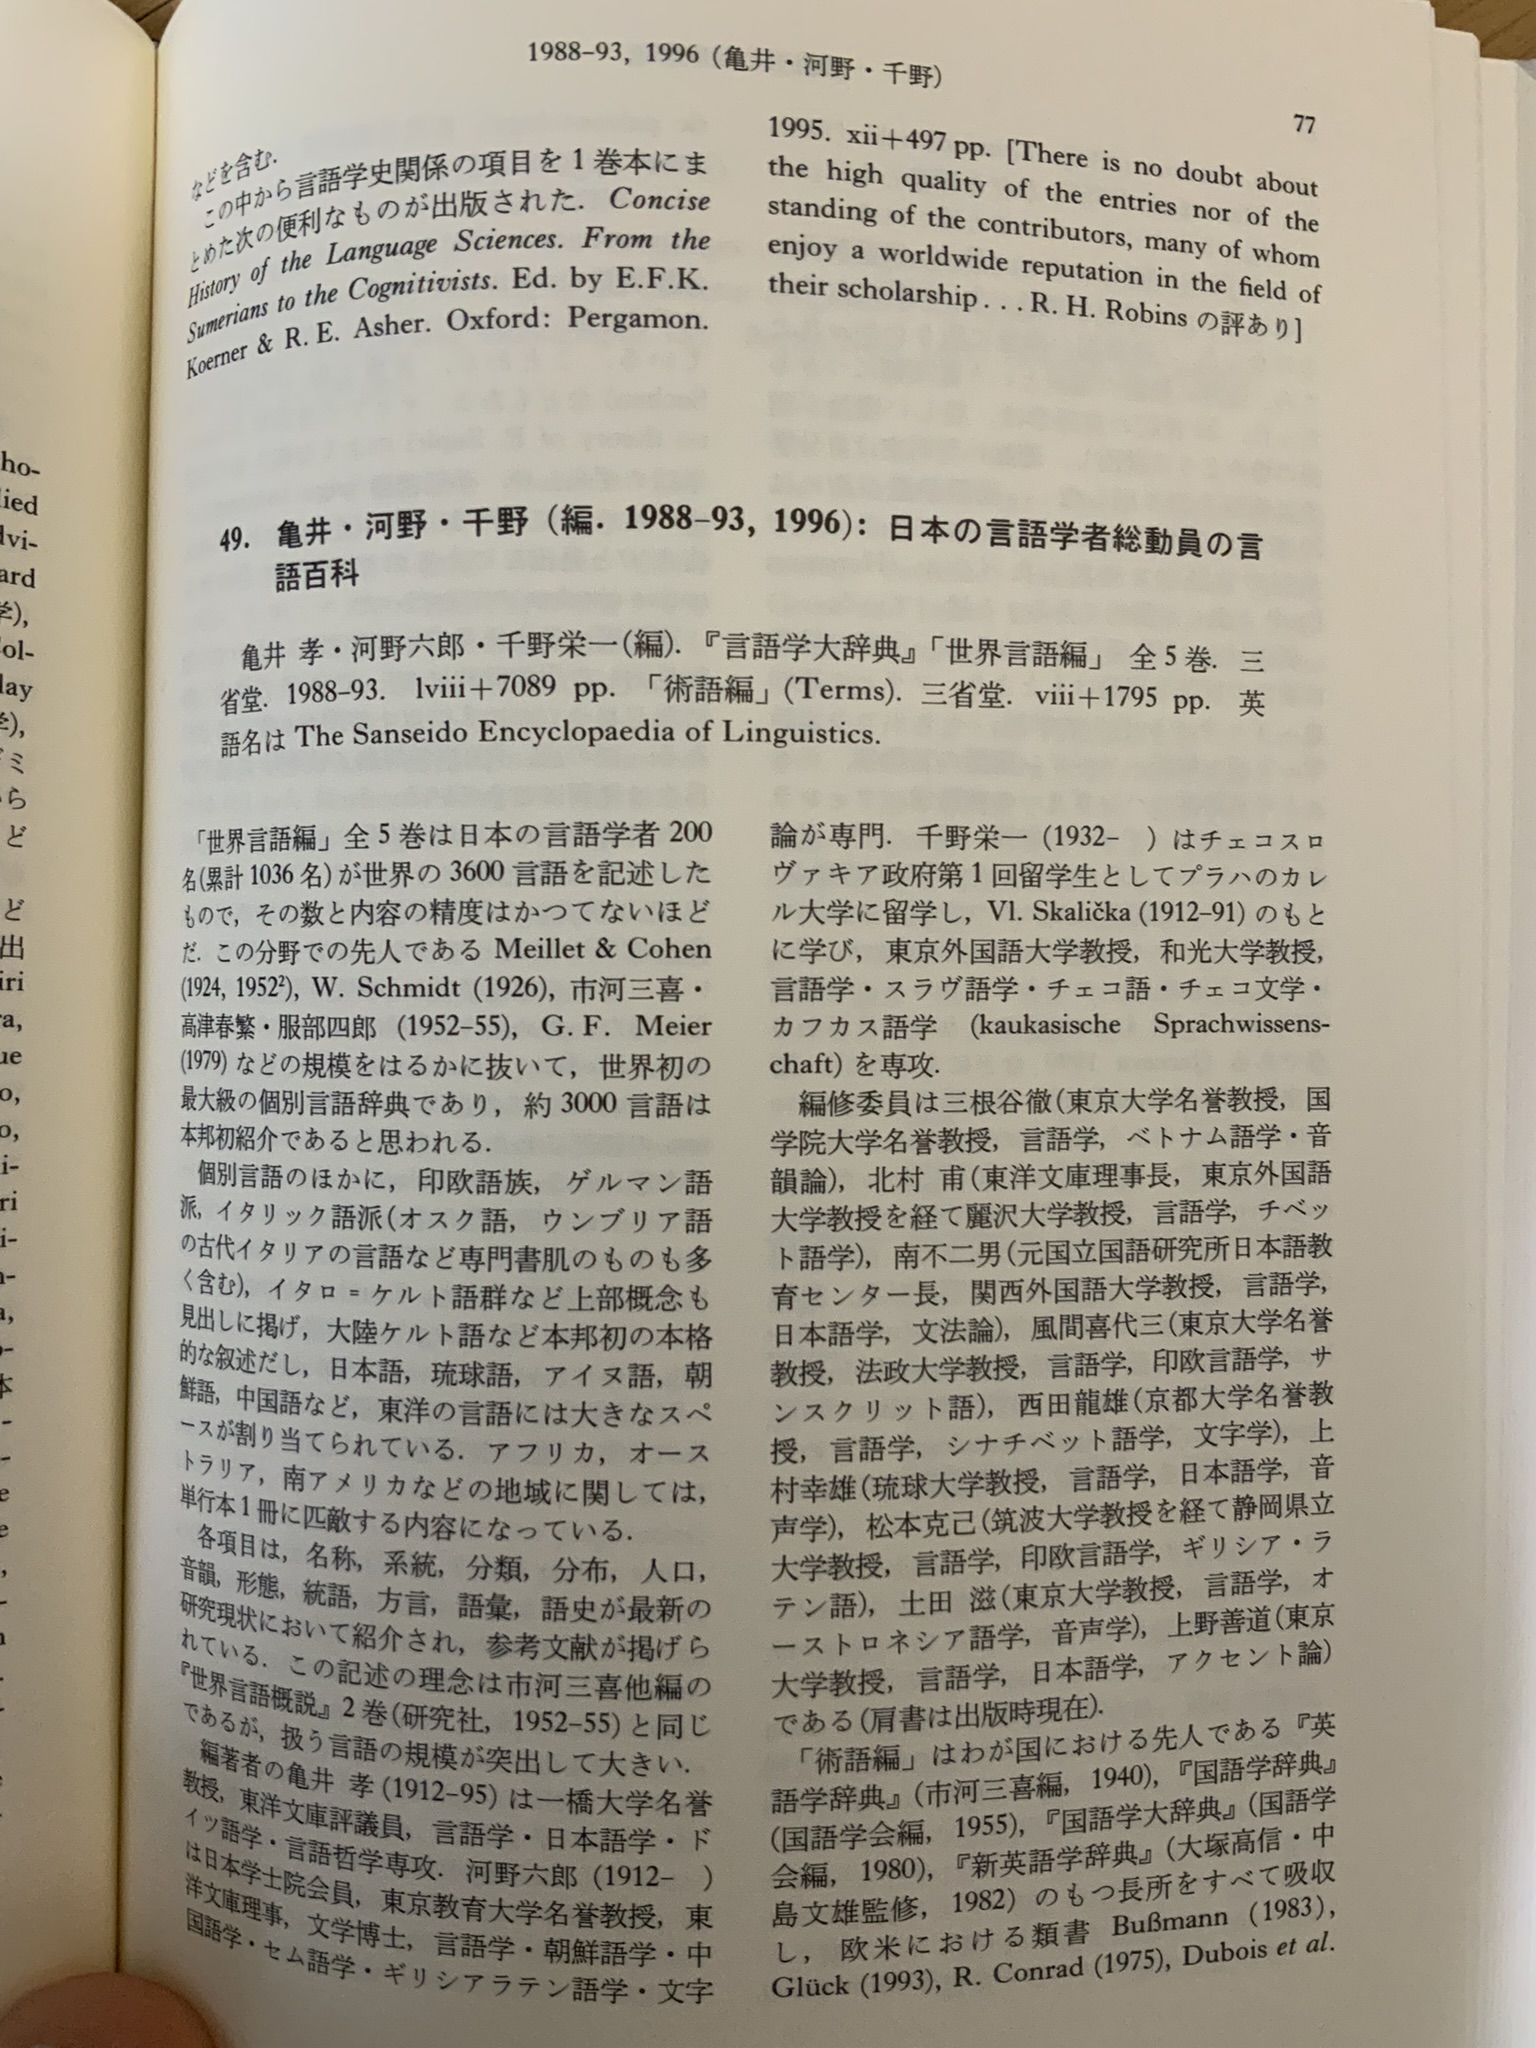 1988–93, 1996 (亀井・河野・千野)
77
などを含む.
この中から言語学史関係の項目を1巻本にま
とめた次の便利なものが出版された. Concise
History of the Language Sciences. From the
Sumerians to the Cognitivists. Ed. by E.F.K.
Koerner & R. E. Asher. Oxford: Pergamon.
1995. xii+497 pp. [There is no doubt about
the high quality of the entries nor of the
standing of the contributors, many of whom
enjoy a worldwide reputation in the field of
their scholarship...R. H. Robins の評あり]
49. 亀井・河野・千野 (編. 1988–93, 1996): 日本の言語学者総動員の言
語百科
亀井 孝・河野六郎・千野栄一(編). 『言語学大辞典』「世界言語編」 全5巻. 三
省堂. 1988–93. lviii+7089 pp. 「術語編」(Terms). 三省堂. viii+1795 pp. 英
語名は The Sanseido Encyclopaedia of Linguistics.
「世界言語編」全5巻は日本の言語学者200
名(累計1036名)が世界の3600言語を記述した
もので, その数と内容の精度はかつてないほど
だ. この分野での先人である Meillet & Cohen
(1924, 1952²), W. Schmidt (1926), 市河三喜・
高津春繁・服部四郎 (1952–55), G. F. Meier
(1979) などの規模をはるかに抜いて, 世界初の
最大級の個別言語辞典であり, 約3000言語は
本邦初紹介であると思われる.
個別言語のほかに, 印欧語族, ゲルマン語
派, イタリック語派(オスク語, ウンブリア語
の古代イタリアの言語など専門書肌のものも多
く含む), イタロ=ケルト語群など上部概念も
見出しに掲げ, 大陸ケルト語など本邦初の本格
的な叙述だし, 日本語, 琉球語, アイヌ語, 朝
鮮語, 中国語など, 東洋の言語には大きなスペ
ースが割り当てられている. アフリカ, オース
トラリア, 南アメリカなどの地域に関しては,
単行本1冊に匹敵する内容になっている.
各項目は, 名称, 系統, 分類, 分布, 人口,
音韻, 形態, 統語, 方言, 語彙, 語史が最新の
研究現状において紹介され, 参考文献が掲げら
れている. この記述の理念は市河三喜他編の
『世界言語概説』2巻(研究社, 1952–55)と同じ
であるが, 扱う言語の規模が突出して大きい.
編著者の亀井 孝(1912–95)は一橋大学名誉
教授, 東洋文庫評議員, 言語学・日本語学・ド
イツ語学・言語哲学専攻. 河野六郎 (1912– )
は日本学士院会員, 東京教育大学名誉教授, 東
洋文庫理事, 文学博士, 言語学・朝鮮語学・中
国語学・セム語学・ギリシアラテン語学・文字
論が専門. 千野栄一 (1932– ) はチェコスロ
ヴァキア政府第1回留学生としてプラハのカレ
ル大学に留学し, Vl. Skalička (1912–91) のもと
に学び, 東京外国語大学教授, 和光大学教授,
言語学・スラヴ語学・チェコ語・チェコ文学・
カフカス語学 (kaukasische Sprachwissens-
chaft) を専攻.
編修委員は三根谷徹(東京大学名誉教授, 国
学院大学名誉教授, 言語学, ベトナム語学・音
韻論), 北村 甫(東洋文庫理事長, 東京外国語
大学教授を経て麗沢大学教授, 言語学, チベッ
ト語学), 南不二男(元国立国語研究所日本語教
育センター長, 関西外国語大学教授, 言語学,
日本語学, 文法論), 風間喜代三(東京大学名誉
教授, 法政大学教授, 言語学, 印欧言語学, サ
ンスクリット語), 西田龍雄(京都大学名誉教
授, 言語学, シナチベット語学, 文字学), 上
村幸雄(琉球大学教授, 言語学, 日本語学, 音
声学), 松本克己(筑波大学教授を経て静岡県立
大学教授, 言語学, 印欧言語学, ギリシア・ラ
テン語), 土田 滋(東京大学教授, 言語学, オ
ーストロネシア語学, 音声学), 上野善道(東京
大学教授, 言語学, 日本語学, アクセント論)
である(肩書は出版時現在).
「術語編」はわが国における先人である『英
語学辞典』(市河三喜編, 1940), 『国語学辞典』
(国語学会編, 1955), 『国語学大辞典』(国語学
会編, 1980), 『新英語学辞典』(大塚高信・中
島文雄監修, 1982) のもつ長所をすべて吸収
し, 欧米における類書 Bußmann (1983),
Glück (1993), R. Conrad (1975), Dubois et al.